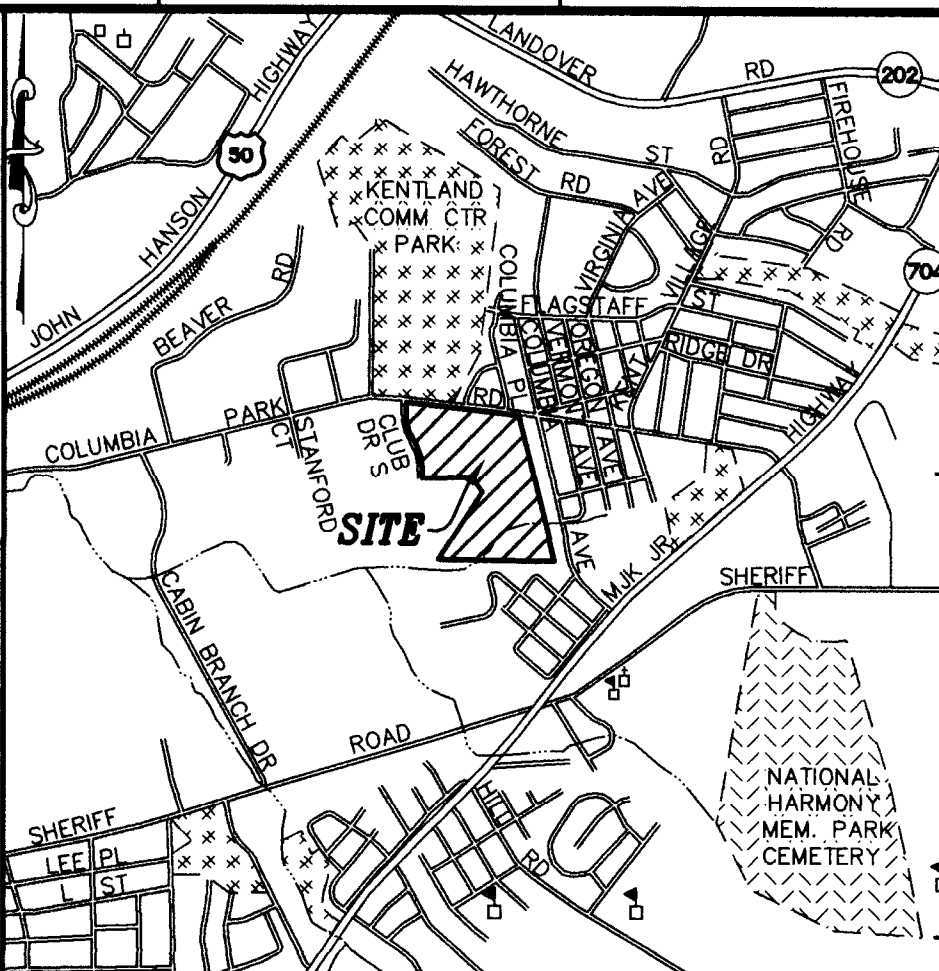 LANDOVER RD
202
HIGHWAY
HAWTHORNE ST
FIREHOUSE RD
RD
50
FOREST RD
KENTLAND
COMM CTR
PARK
VIRGINIA AVE
JOHN HANSON
COLUMBIA PL
VILLAGE
704
BEAVER RD
FLAGSTAFF ST
COLUMBIA
VERMONT
OREGON
KENT
RIDGE DR
HIGHWAY
COLUMBIA PARK RD
CLUB
DR S
STANFORD
CT
AVE
AVE
SITE
AVE
MJK JR
SHERIFF
CABIN BRANCH DR
ROAD
NATIONAL
HARMONY
MEM. PARK
CEMETERY
HILL RD
SHERIFF
LEE PL
L ST